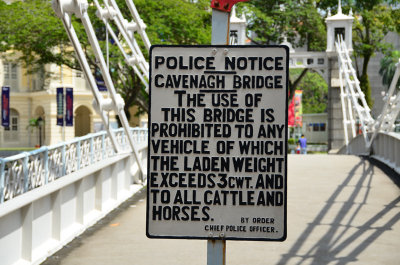 POLICE NOTICE
CAVENAGH BRIDGE
THE USE OF
THIS BRIDGE IS
PROHIBITED TO ANY
VEHICLE OF WHICH
THE LADEN WEIGHT
EXCEEDS 3 CWT. AND
TO ALL CATTLE AND
HORSES.
BY ORDER
CHIEF POLICE OFFICER.